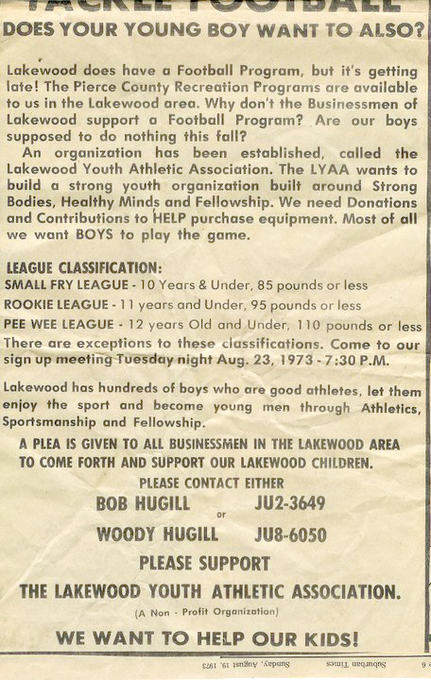 TACKLE FOOTBALL
DOES YOUR YOUNG BOY WANT TO ALSO?
Lakewood does have a Football Program, but it's getting
late! The Pierce County Recreation Programs are available
to us in the Lakewood area. Why don't the Businessmen of
Lakewood support a Football Program? Are our boys
supposed to do nothing this fall?
An organization has been established, called the
Lakewood Youth Athletic Association. The LYAA wants to
build a strong youth organization built around Strong
Bodies, Healthy Minds and Fellowship. We need Donations
and Contributions to HELP purchase equipment. Most of all
we want BOYS to play the game.
LEAGUE CLASSIFICATION:
SMALL FRY LEAGUE - 10 Years & Under, 85 pounds or less
ROOKIE LEAGUE - 11 years and Under, 95 pounds or less
PEE WEE LEAGUE - 12 years Old and Under, 110 pounds or less
There are exceptions to these classifications. Come to our
sign up meeting Tuesday night Aug. 23, 1973 - 7:30 P.M.
Lakewood has hundreds of boys who are good athletes, let them
enjoy the sport and become young men through Athletics,
Sportsmanship and Fellowship.
A PLEA IS GIVEN TO ALL BUSINESSMEN IN THE LAKEWOOD AREA
TO COME FORTH AND SUPPORT OUR LAKEWOOD CHILDREN.
PLEASE CONTACT EITHER
BOB HUGILL JU2-3649
or
WOODY HUGILL JU8-6050
PLEASE SUPPORT
THE LAKEWOOD YOUTH ATHLETIC ASSOCIATION.
(A Non - Profit Organization)
WE WANT TO HELP OUR KIDS!
6 Suburban Times Sunday, August 19, 1973